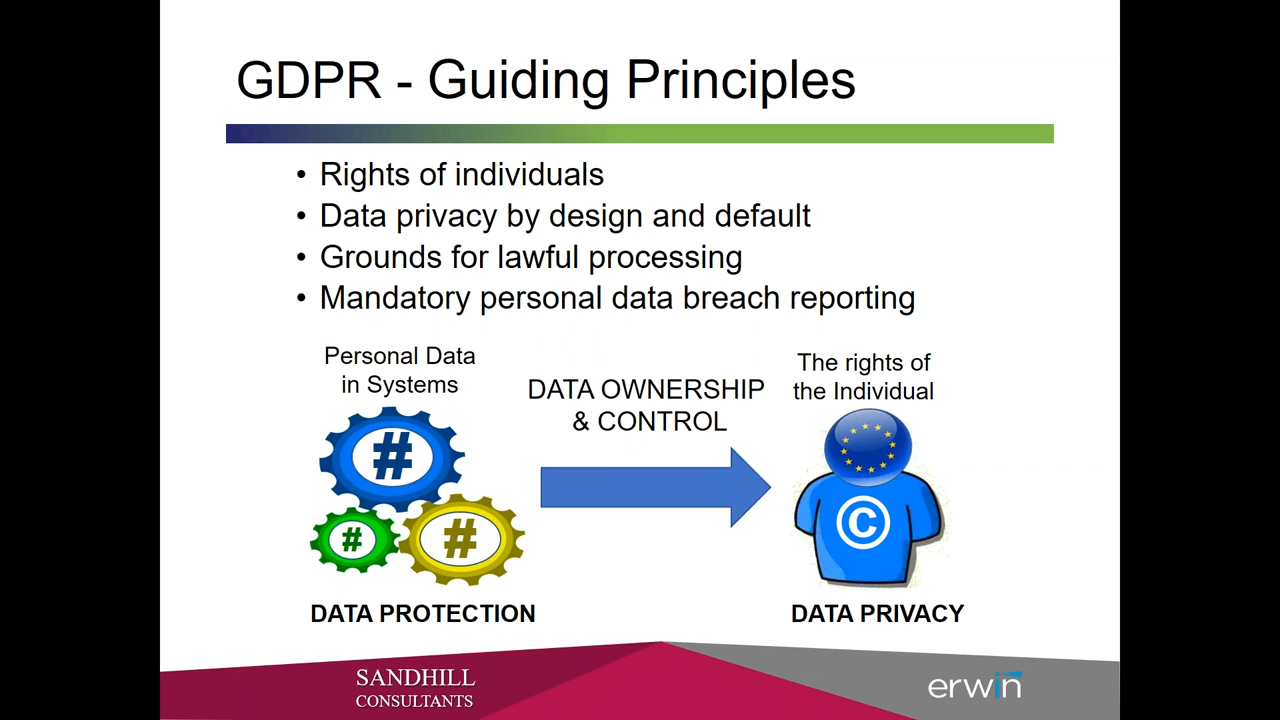 GDPR - Guiding Principles
• Rights of individuals
• Data privacy by design and default
• Grounds for lawful processing
• Mandatory personal data breach reporting
Personal Data
in Systems
DATA OWNERSHIP
& CONTROL
The rights of
the Individual
#
#
#
©
DATA PROTECTION
DATA PRIVACY
SANDHILL
CONSULTANTS
erwin